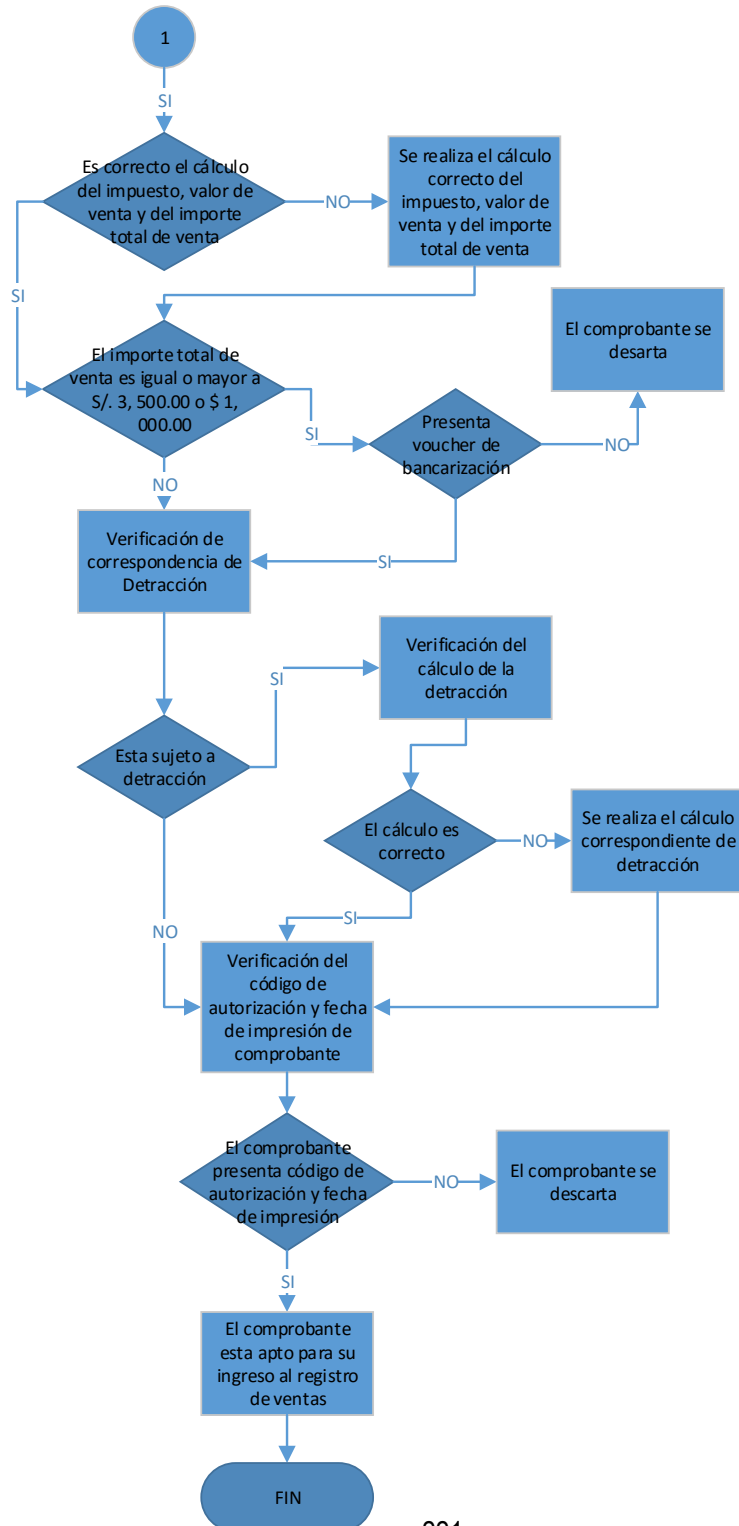 1
SI
Es correcto el cálculo
del impuesto, valor de
venta y del importe
total de venta
NO
Se realiza el cálculo
correcto del
impuesto, valor de
venta y del importe
total de venta
SI
El importe total de
venta es igual o mayor a
S/. 3, 500.00 o $ 1,
000.00
SI
Presenta
voucher de
bancarización
NO
El comprobante se
desarta
NO
SI
Verificación de
correspondencia de
Detracción
Esta sujeto a
detracción
SI
Verificación del
cálculo de la
detracción
El cálculo es
correcto
NO
Se realiza el cálculo
correspondiente de
detracción
SI
NO
Verificación del
código de
autorización y fecha
de impresión de
comprobante
El comprobante
presenta código de
autorización y fecha
de impresión
NO
El comprobante se
descarta
SI
El comprobante
esta apto para su
ingreso al registro
de ventas
FIN